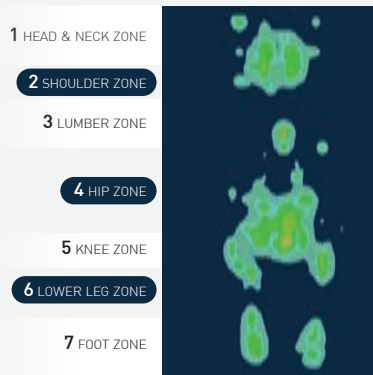 1 HEAD & NECK ZONE
2 SHOULDER ZONE
3 LUMBER ZONE
4 HIP ZONE
5 KNEE ZONE
6 LOWER LEG ZONE
7 FOOT ZONE